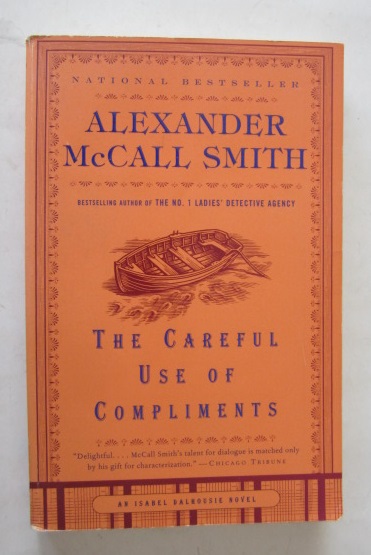 NATIONAL BESTSELLER
ALEXANDER
McCALL SMITH
BESTSELLING AUTHOR OF THE NO. 1 LADIES' DETECTIVE AGENCY
THE CAREFUL
USE OF
COMPLIMENTS
"Delightful. . . . McCall Smith's talent for dialogue is matched only
by his gift for characterization." —CHICAGO TRIBUNE
AN ISABEL DALHOUSIE NOVEL